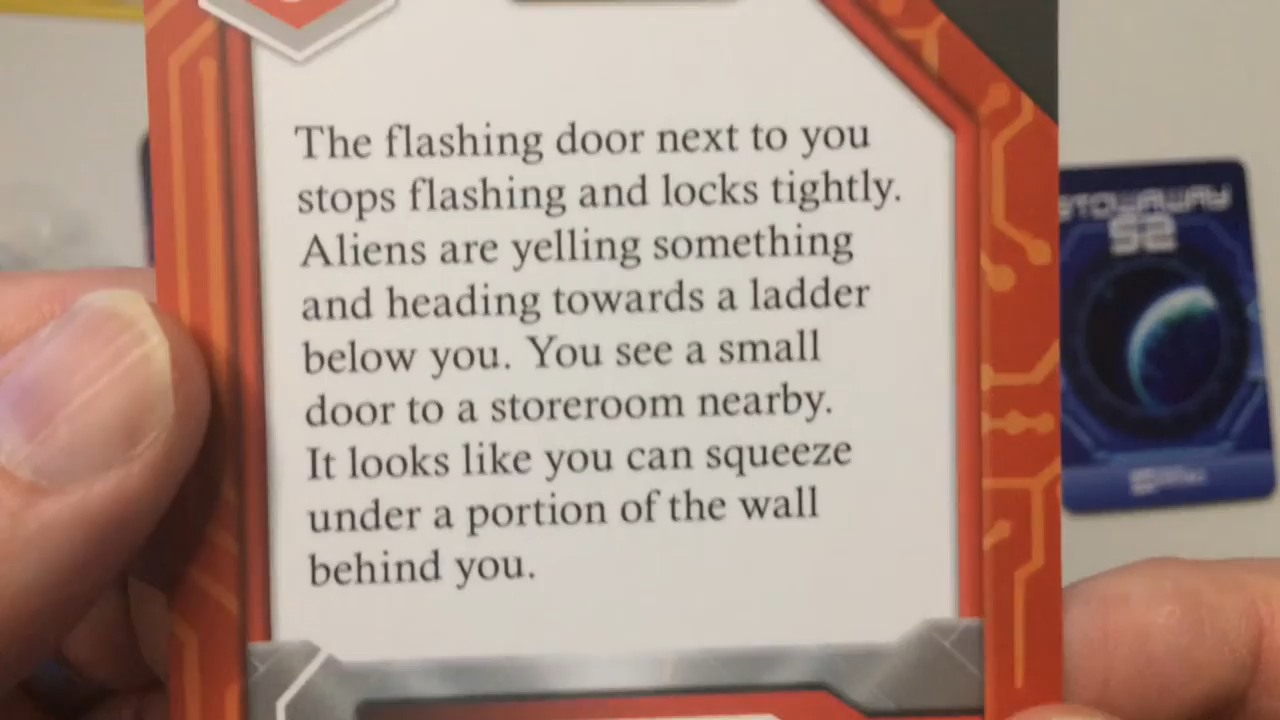 The flashing door next to you
stops flashing and locks tightly.
Aliens are yelling something
and heading towards a ladder
below you. You see a small
door to a storeroom nearby.
It looks like you can squeeze
under a portion of the wall
behind you.
STOWAWAY
52